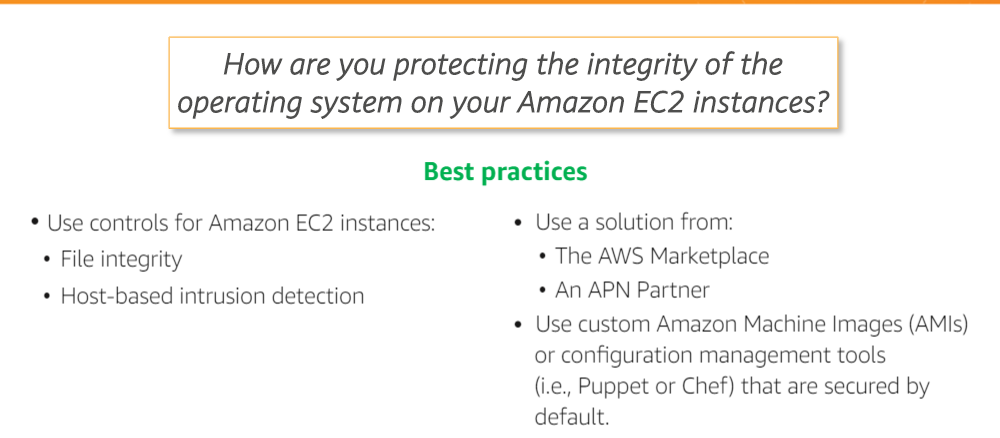 How are you protecting the integrity of the
operating system on your Amazon EC2 instances?
Best practices
• Use controls for Amazon EC2 instances:
• File integrity
• Host-based intrusion detection
• Use a solution from:
• The AWS Marketplace
• An APN Partner
• Use custom Amazon Machine Images (AMIs)
or configuration management tools
(i.e., Puppet or Chef) that are secured by
default.